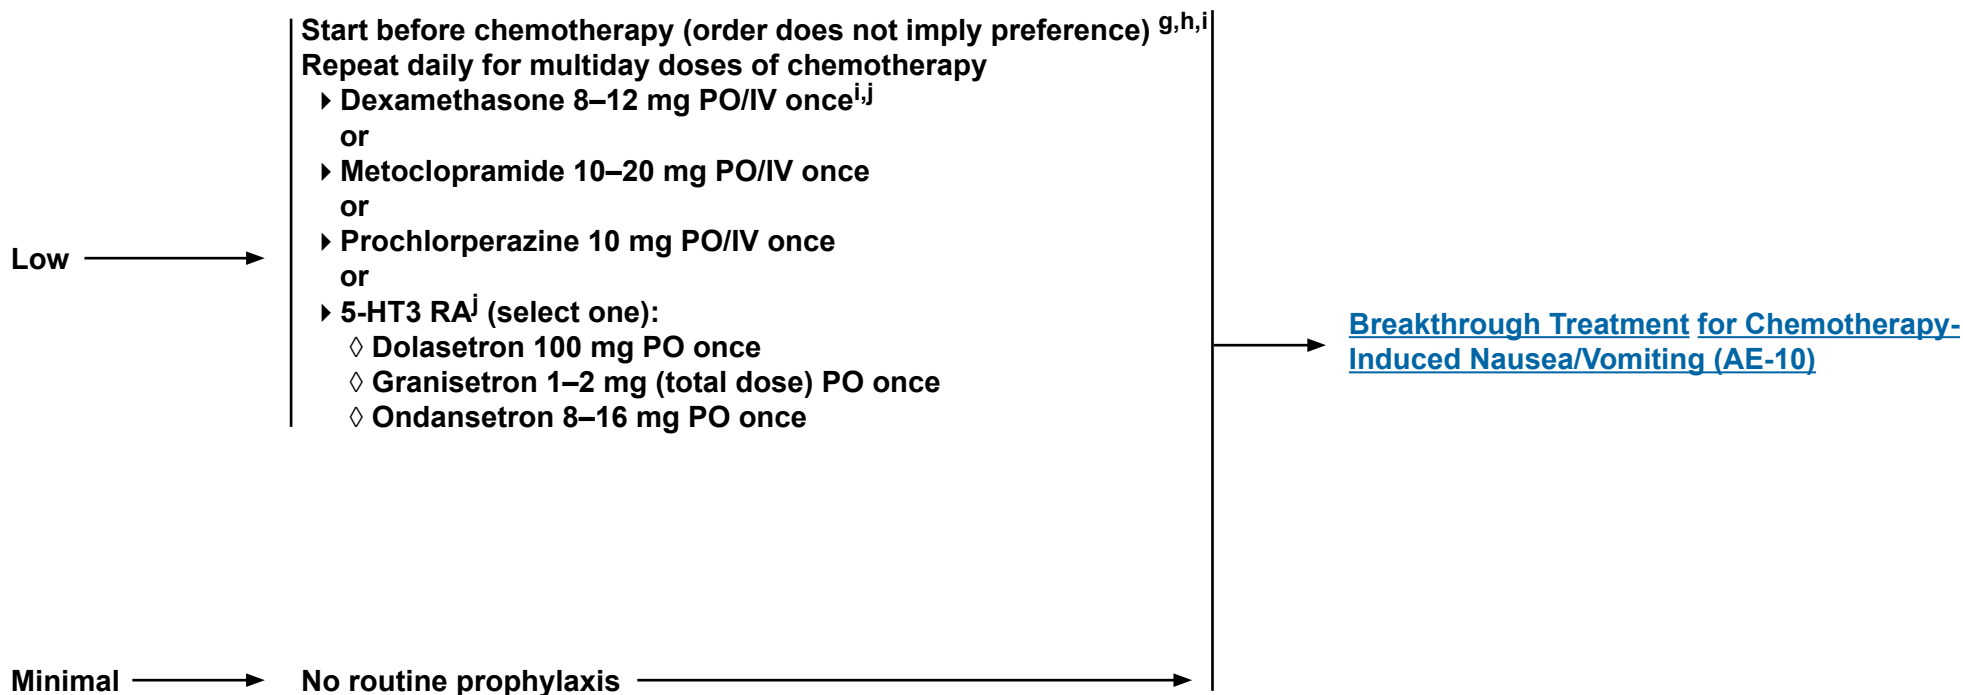 Start before chemotherapy (order does not imply preference) g,h,i
Repeat daily for multiday doses of chemotherapy
Dexamethasone 8–12 mg PO/IV once i,j
or
Metoclopramide 10–20 mg PO/IV once
or
Prochlorperazine 10 mg PO/IV once
Low
or
5-HT3 RA j (select one):
◊ Dolasetron 100 mg PO once
◊ Granisetron 1–2 mg (total dose) PO once
◊ Ondansetron 8–16 mg PO once
Breakthrough Treatment for Chemotherapy-
Induced Nausea/Vomiting (AE-10)
Minimal
No routine prophylaxis